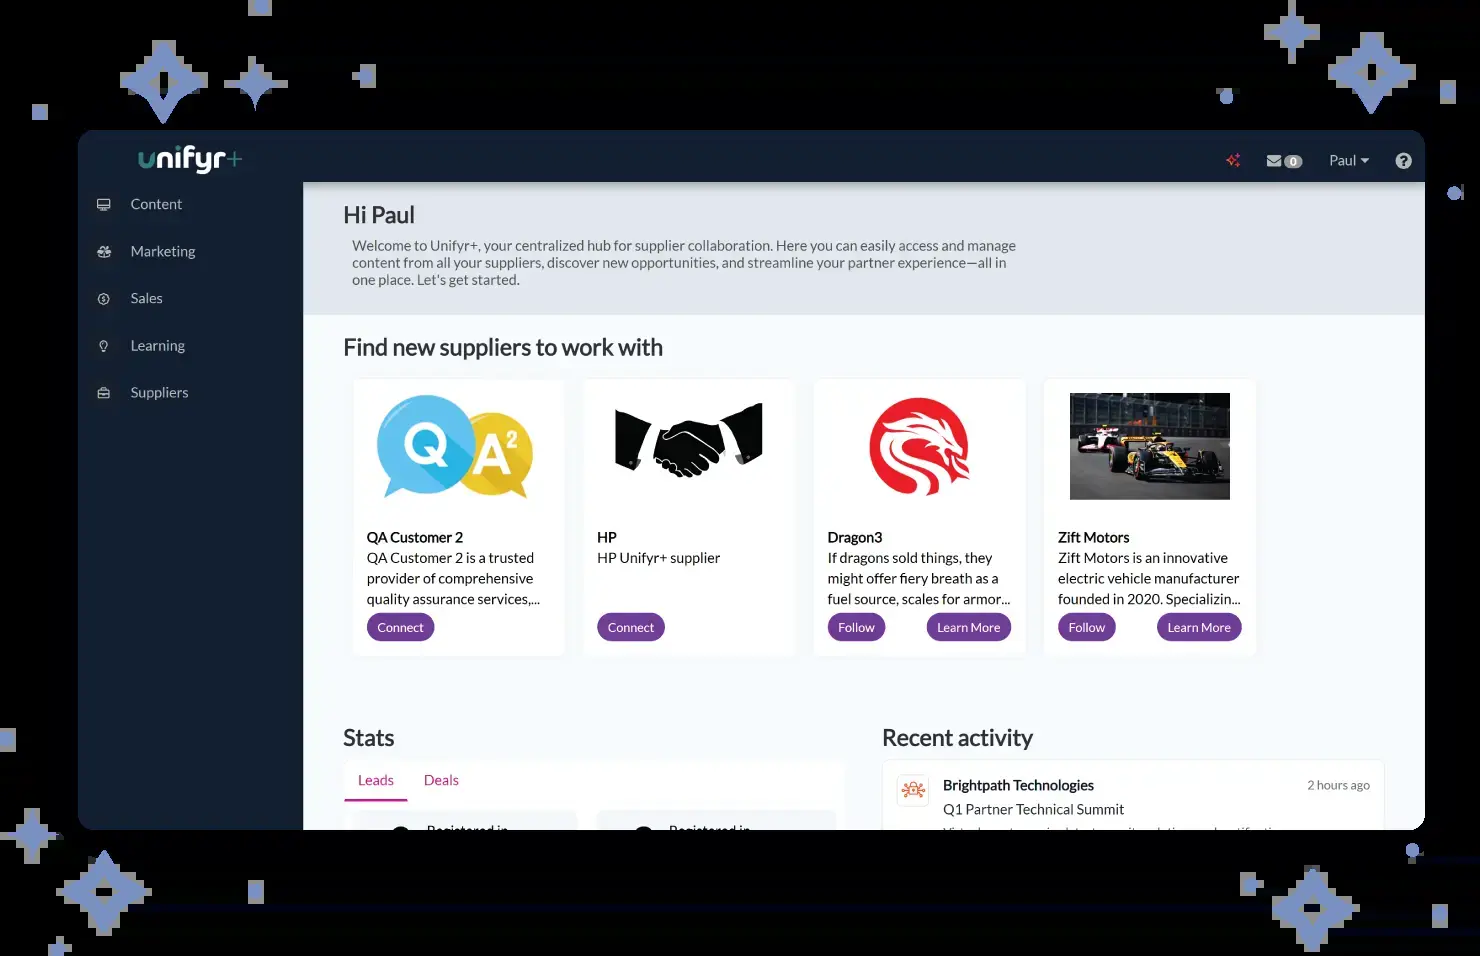 unifyr+
0
Paul
?
Content
Marketing
Sales
Learning
Suppliers
Hi Paul
Welcome to Unifyr+, your centralized hub for supplier collaboration. Here you can easily access and manage
content from all your suppliers, discover new opportunities, and streamline your partner experience—all in
one place. Let's get started.
Find new suppliers to work with
Q A²
QA Customer 2
QA Customer 2 is a trusted
provider of comprehensive
quality assurance services,...
Connect
HP
HP Unifyr+ supplier
Connect
Dragon3
If dragons sold things, they
might offer fiery breath as a
fuel source, scales for armor...
Follow
Learn More
Zift Motors
Zift Motors is an innovative
electric vehicle manufacturer
founded in 2020. Specializin...
Follow
Learn More
Stats
Leads
Deals
Registered in
Registered in
Recent activity
Brightpath Technologies
2 hours ago
Q1 Partner Technical Summit